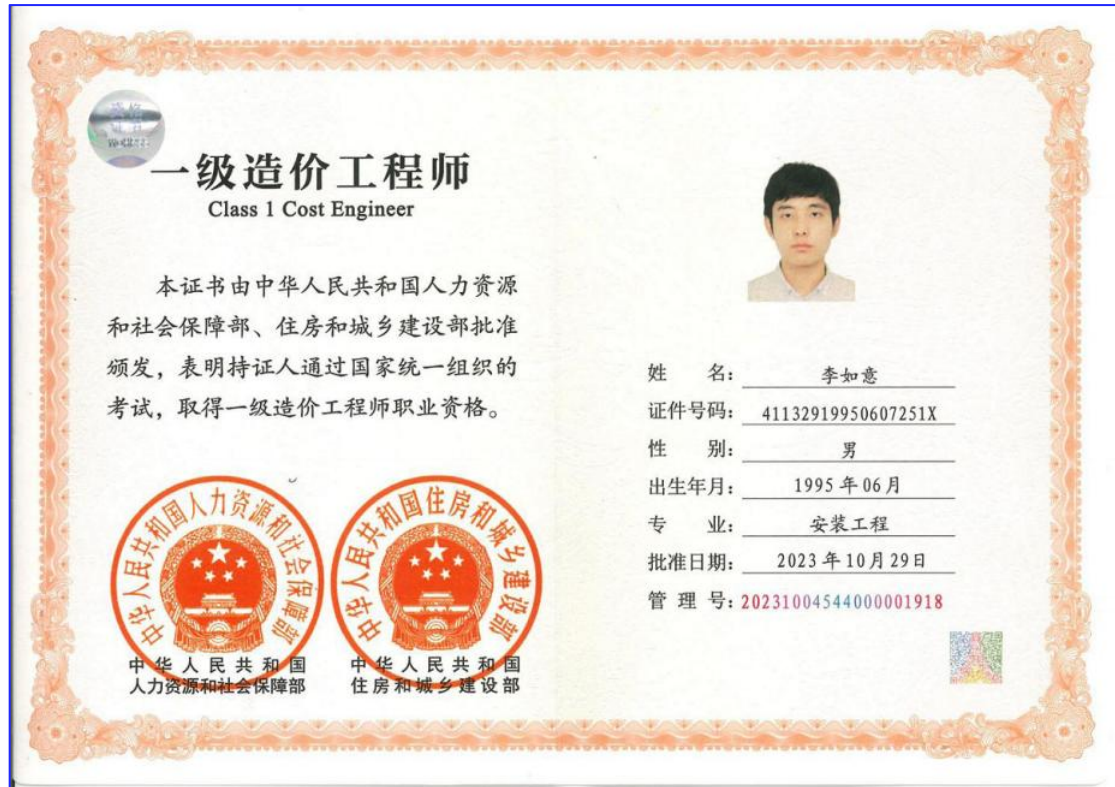 一级造价工程师
Class 1 Cost Engineer
本证书由中华人民共和国人力资源
和社会保障部、住房和城乡建设部批准
颁发，表明持证人通过国家统一组织的
考试，取得一级造价工程师职业资格。
中华人民共和国人力资源和社会保障部
中华人民共和国
人力资源和社会保障部
中华人民共和国住房和城乡建设部
中华人民共和国
住房和城乡建设部
姓 名： 李如意
证件号码： 41132919950607251X
性 别： 男
出生年月： 1995年06月
专 业： 安装工程
批准日期： 2023年10月29日
管 理 号： 20231004544000001918